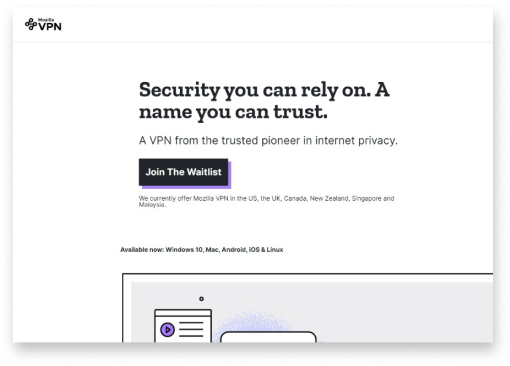 Mozilla
VPN
Security you can rely on. A
name you can trust.
A VPN from the trusted pioneer in internet privacy.
Join The Waitlist
We currently offer Mozilla VPN in the US, the UK, Canada, New Zealand, Singapore and
Malaysia.
Available now: Windows 10, Mac, Android, iOS & Linux